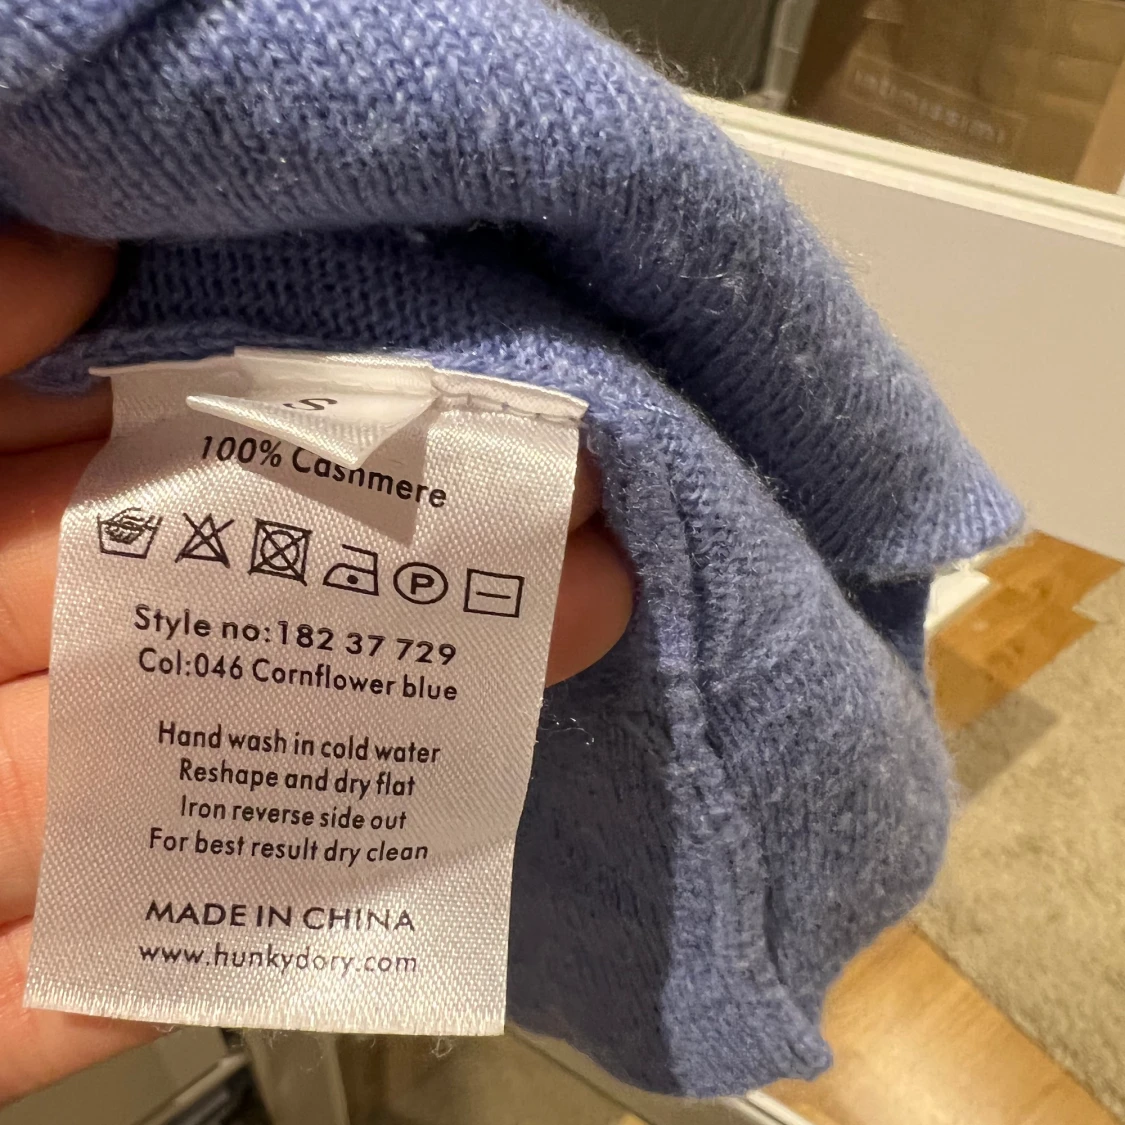 S
100% Cashmere
P
Style no:182 37 729
Col:046 Cornflower blue
Hand wash in cold water
Reshape and dry flat
Iron reverse side out
For best result dry clean
MADE IN CHINA
www.hunkydory.com